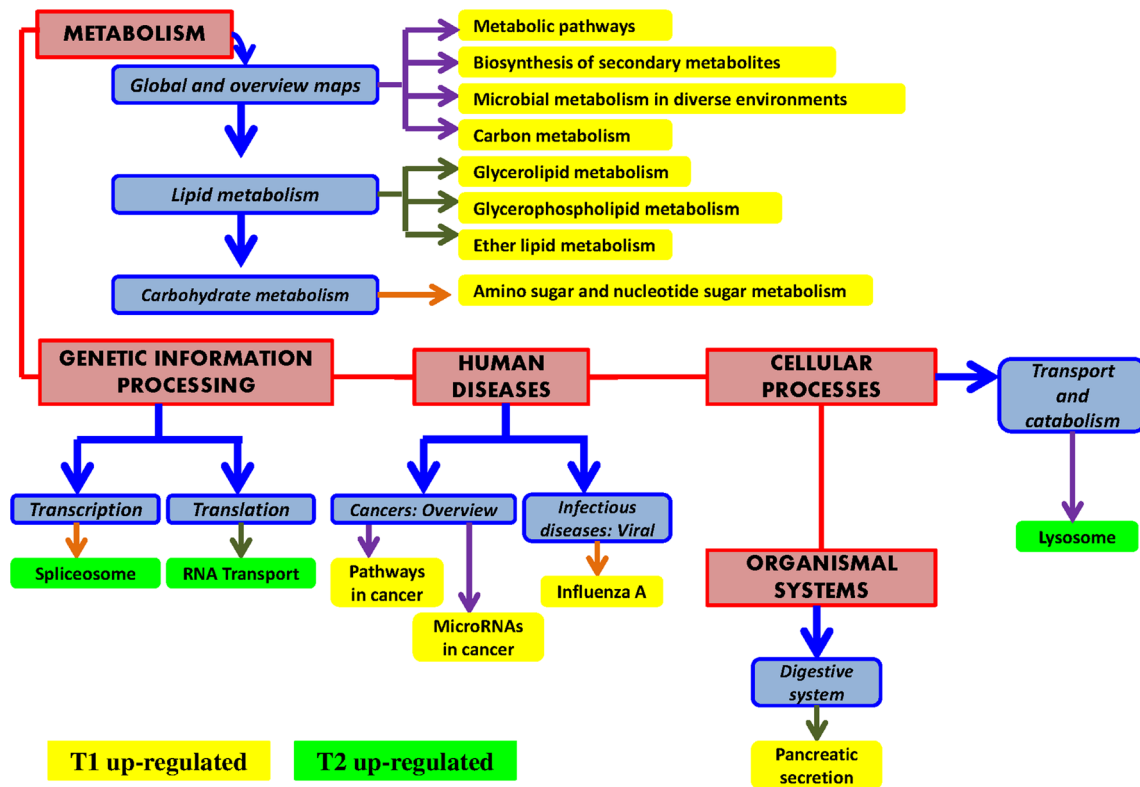 METABOLISM
Global and overview maps
Metabolic pathways
Biosynthesis of secondary metabolites
Microbial metabolism in diverse environments
Carbon metabolism
Lipid metabolism
Glycerolipid metabolism
Glycerophospholipid metabolism
Ether lipid metabolism
Carbohydrate metabolism
Amino sugar and nucleotide sugar metabolism
GENETIC INFORMATION
PROCESSING
HUMAN
DISEASES
CELLULAR
PROCESSES
Transport
and
catabolism
Transcription
Translation
Cancers: Overview
Infectious
diseases: Viral
Lysosome
Spliceosome
RNA Transport
Pathways
in cancer
Influenza A
MicroRNAs
in cancer
ORGANISMAL
SYSTEMS
Digestive
system
Pancreatic
secretion
T1 up-regulated
T2 up-regulated